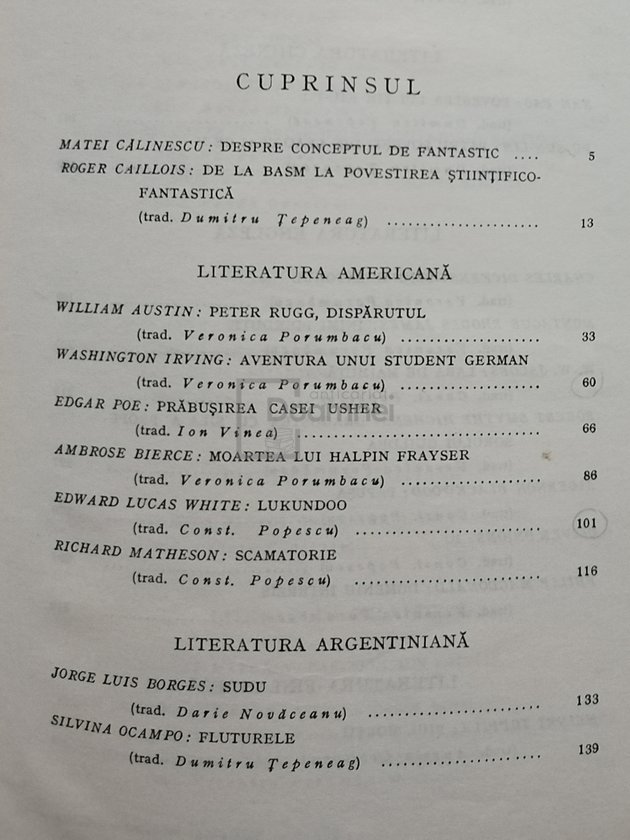 CUPRINSUL
MATEI CĂLINESCU: DESPRE CONCEPTUL DE FANTASTIC .... 5
ROGER CAILLOIS: DE LA BASM LA POVESTIREA ŞTIINŢIFICO-
FANTASTICĂ
(trad. Dumitru Ţepeneag) ...................... 13
LITERATURA AMERICANĂ
WILLIAM AUSTIN: PETER RUGG, DISPĂRUTUL
(trad. Veronica Porumbacu) .................... 33
WASHINGTON IRVING: AVENTURA UNUI STUDENT GERMAN
(trad. Veronica Porumbacu) .................... 60
EDGAR POE: PRĂBUŞIREA CASEI USHER
(trad. Ion Vinea) ................................... 66
AMBROSE BIERCE: MOARTEA LUI HALPIN FRAYSER
(trad. Veronica Porumbacu) .................... 86
EDWARD LUCAS WHITE: LUKUNDOO
(trad. Const. Popescu) ........................... 101
RICHARD MATHESON: SCAMATORIE
(trad. Const. Popescu) ........................... 116
LITERATURA ARGENTINIANĂ
JORGE LUIS BORGES: SUDU
(trad. Darie Novăceanu) ......................... 133
SILVINA OCAMPO: FLUTURELE
(trad. Dumitru Ţepeneag) ....................... 139